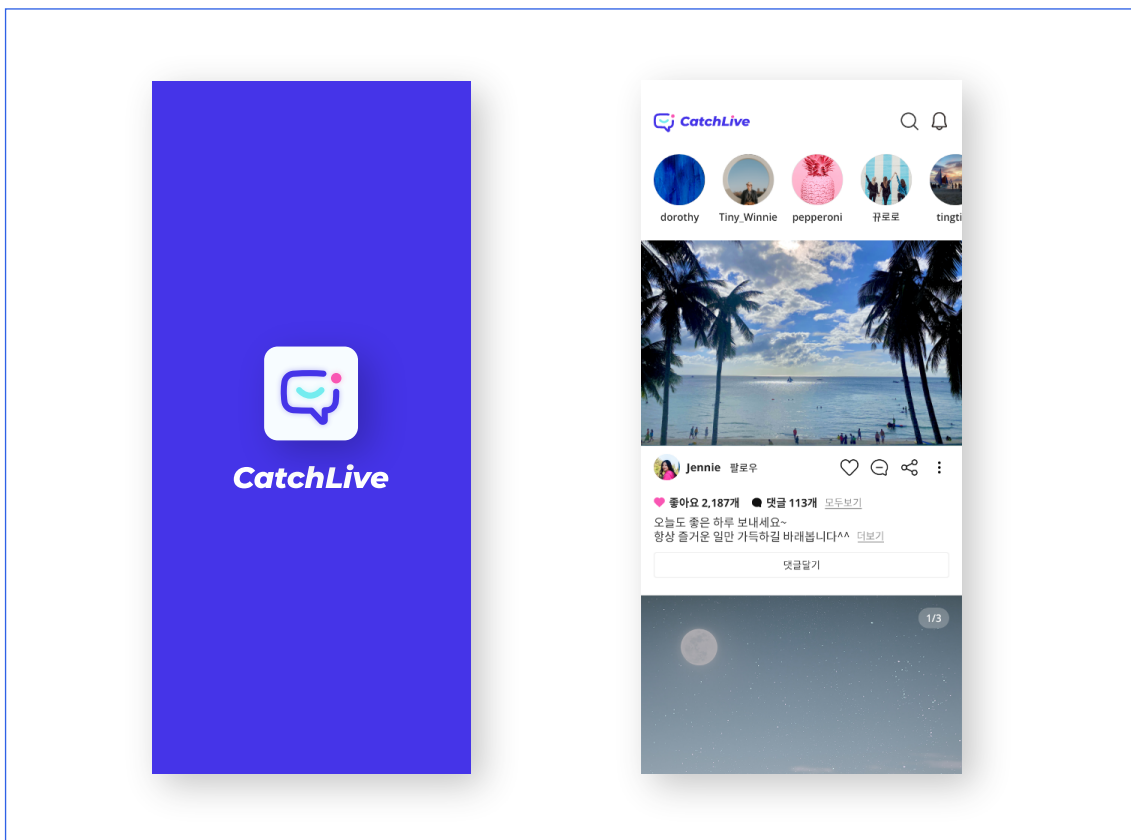 CatchLive
CatchLive
dorothy Tiny_Winnie pepperoni 뀨로로 tingti
Jennie 팔로우
좋아요 2,187개 댓글 113개 모두보기
오늘도 좋은 하루 보내세요~
항상 즐거운 일만 가득하길 바래봅니다^^ 더보기
댓글달기
1/3